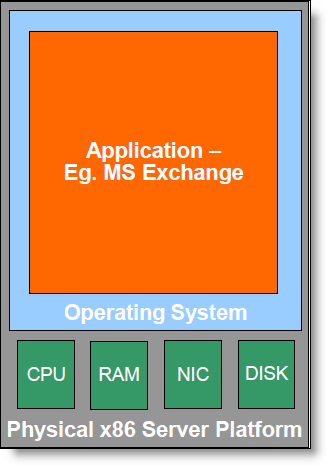 Application –
Eg. MS Exchange
Operating System
CPU RAM NIC DISK
Physical x86 Server Platform